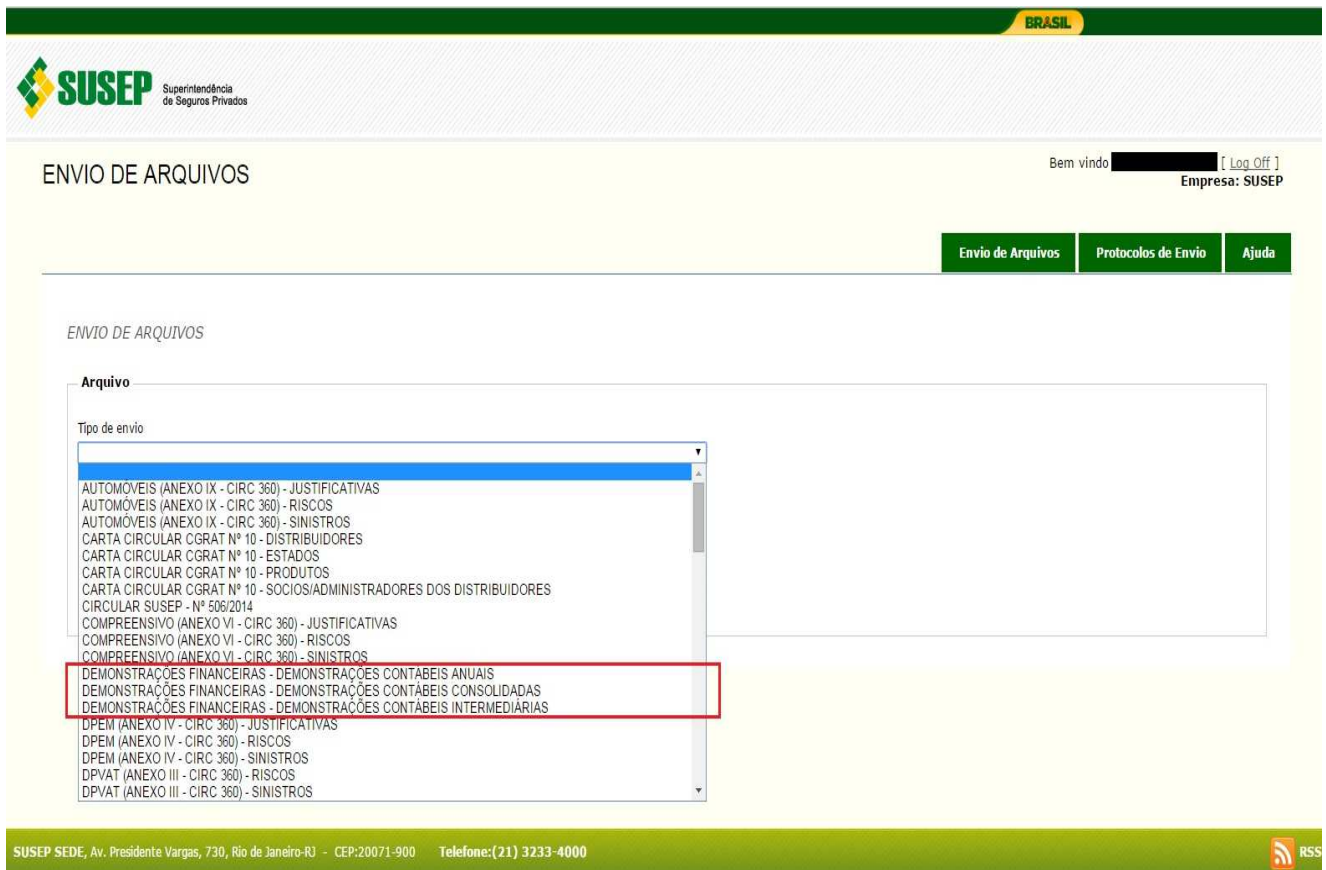 BRASIL
SUSEP Superintendência
de Seguros Privados
ENVIO DE ARQUIVOS
Bem vindo [ Log Off ]
Empresa: SUSEP
Envio de Arquivos Protocolos de Envio Ajuda
ENVIO DE ARQUIVOS
Arquivo
Tipo de envio
AUTOMÓVEIS (ANEXO IX - CIRC 360) - JUSTIFICATIVAS
AUTOMÓVEIS (ANEXO IX - CIRC 360) - RISCOS
AUTOMÓVEIS (ANEXO IX - CIRC 360) - SINISTROS
CARTA CIRCULAR CGRAT Nº 10 - DISTRIBUIDORES
CARTA CIRCULAR CGRAT Nº 10 - ESTADOS
CARTA CIRCULAR CGRAT Nº 10 - PRODUTOS
CARTA CIRCULAR CGRAT Nº 10 - SOCIOS/ADMINISTRADORES DOS DISTRIBUIDORES
CIRCULAR SUSEP - Nº 506/2014
COMPREENSIVO (ANEXO VI - CIRC 360) - JUSTIFICATIVAS
COMPREENSIVO (ANEXO VI - CIRC 360) - RISCOS
COMPREENSIVO (ANEXO VI - CIRC 360) - SINISTROS
DEMONSTRAÇÕES FINANCEIRAS - DEMONSTRAÇÕES CONTÁBEIS ANUAIS
DEMONSTRAÇÕES FINANCEIRAS - DEMONSTRAÇÕES CONTÁBEIS CONSOLIDADAS
DEMONSTRAÇÕES FINANCEIRAS - DEMONSTRAÇÕES CONTÁBEIS INTERMEDIÁRIAS
DPEM (ANEXO IV - CIRC 360) - JUSTIFICATIVAS
DPEM (ANEXO IV - CIRC 360) - RISCOS
DPEM (ANEXO IV - CIRC 360) - SINISTROS
DPVAT (ANEXO III - CIRC 360) - RISCOS
DPVAT (ANEXO III - CIRC 360) - SINISTROS
SUSEP SEDE, Av. Presidente Vargas, 730, Rio de Janeiro-RJ - CEP:20071-900 Telefone:(21) 3233-4000 RSS